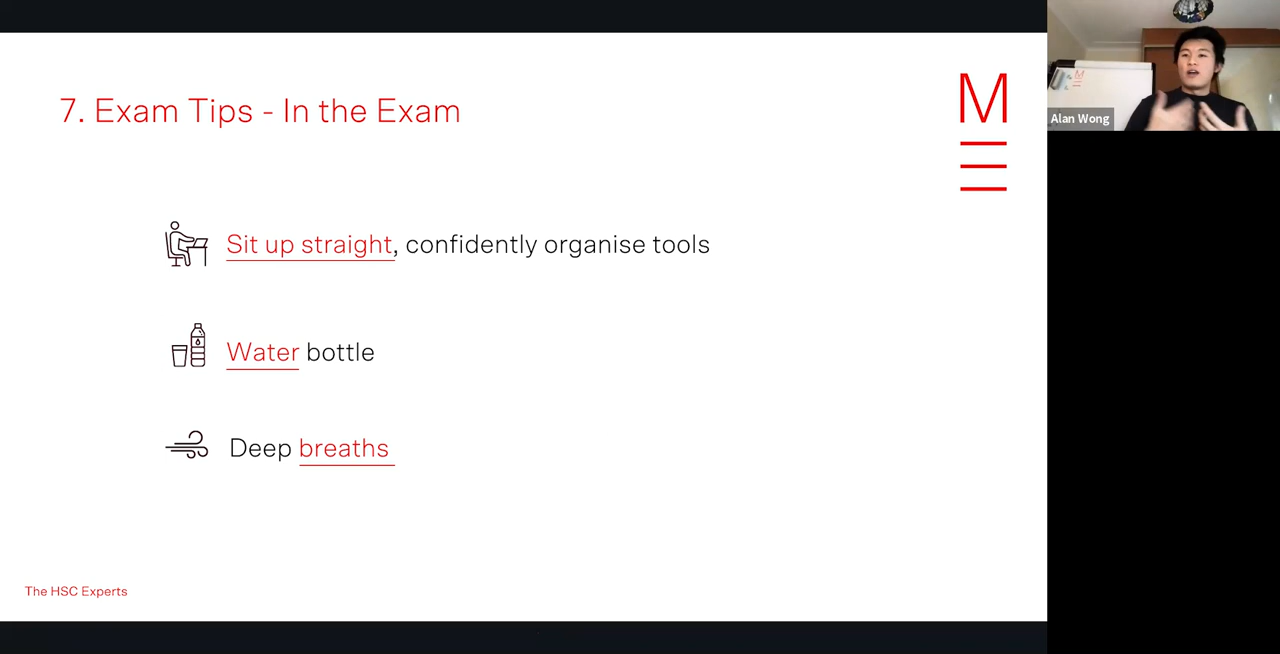 7. Exam Tips - In the Exam
M
Sit up straight, confidently organise tools
Water bottle
Deep breaths
The HSC Experts
Alan Wong
M